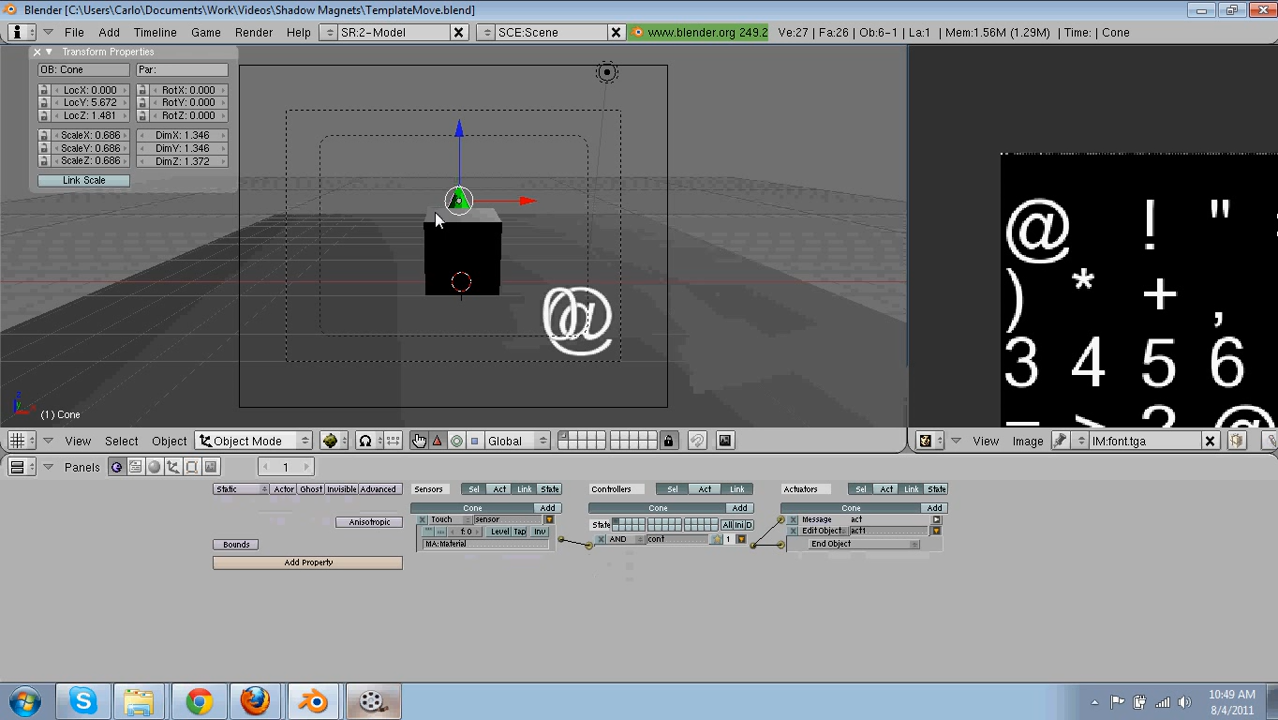 Blender [C:\Users\Carlo\Documents\Work\Videos\Shadow Magnets\TemplateMove.blend]
File Add Timeline Game Render Help SR:2-Model SCE:Scene www.blender.org 249.2 Ve:27 | Fa:26 | Ob:6-1 | La:1 | Mem:1.56M (1.29M) | Time: | Cone
Transform Properties
OB: Cone Par:
LocX: 0.000 RotX: 0.000
LocY: 5.672 RotY: 0.000
LocZ: 1.481 RotZ: 0.000
ScaleX: 0.686 DimX: 1.346
ScaleY: 0.686 DimY: 1.346
ScaleZ: 0.686 DimZ: 1.372
Link Scale
@ ! "
) * + ,
3 4 5 6
@
(1) Cone
View Select Object Object Mode Global View Image IM:font.tga
Panels 1
Static Actor Ghost Invisible Advanced Sensors Sel Act Link State Controllers Sel Act Link Actuators Sel Act Link State
Cone Add Cone Add Cone Add
Touch sensor State All Ini D Message act
Anisotropic f: 0 Level Tap Inv AND cont 1 Edit Object act1
Bounds MA:Material End Object
Add Property
10:49 AM
8/4/2011